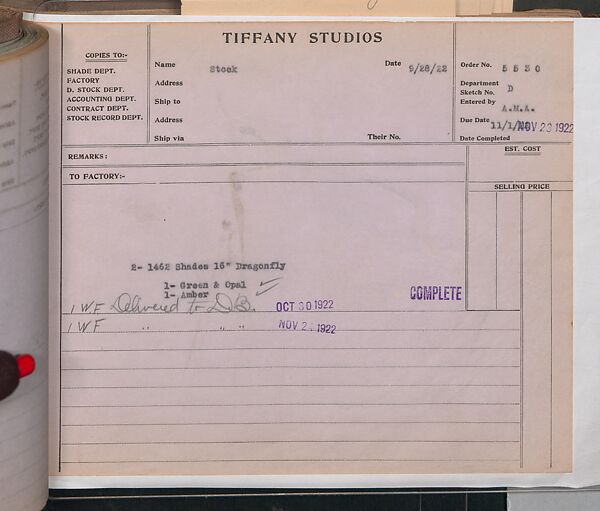 TIFFANY STUDIOS
COPIES TO:-
SHADE DEPT.
FACTORY
D. STOCK DEPT.
ACCOUNTING DEPT.
CONTRACT DEPT.
STOCK RECORD DEPT.
Name Stock Date 9/28/22
Address
Ship to
Address
Ship via Their No.
Order No. 5530
Department D
Sketch No.
Entered by A.M.A.
Due Date 11/1/
Date Completed NOV 23 1922
REMARKS:
EST. COST
TO FACTORY:-
SELLING PRICE
2- 1462 Shades 16" Dragonfly
1- Green & Opal
1- Amber
COMPLETE
1 W.F Delivered to D.B. OCT 30 1922
1 W F " " " NOV 2 1922